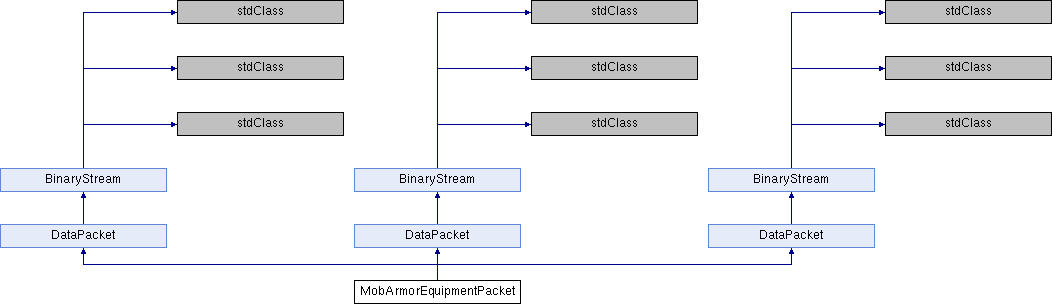 stdClass stdClass stdClass
stdClass stdClass stdClass
stdClass stdClass stdClass
BinaryStream BinaryStream BinaryStream
DataPacket DataPacket DataPacket
MobArmorEquipmentPacket